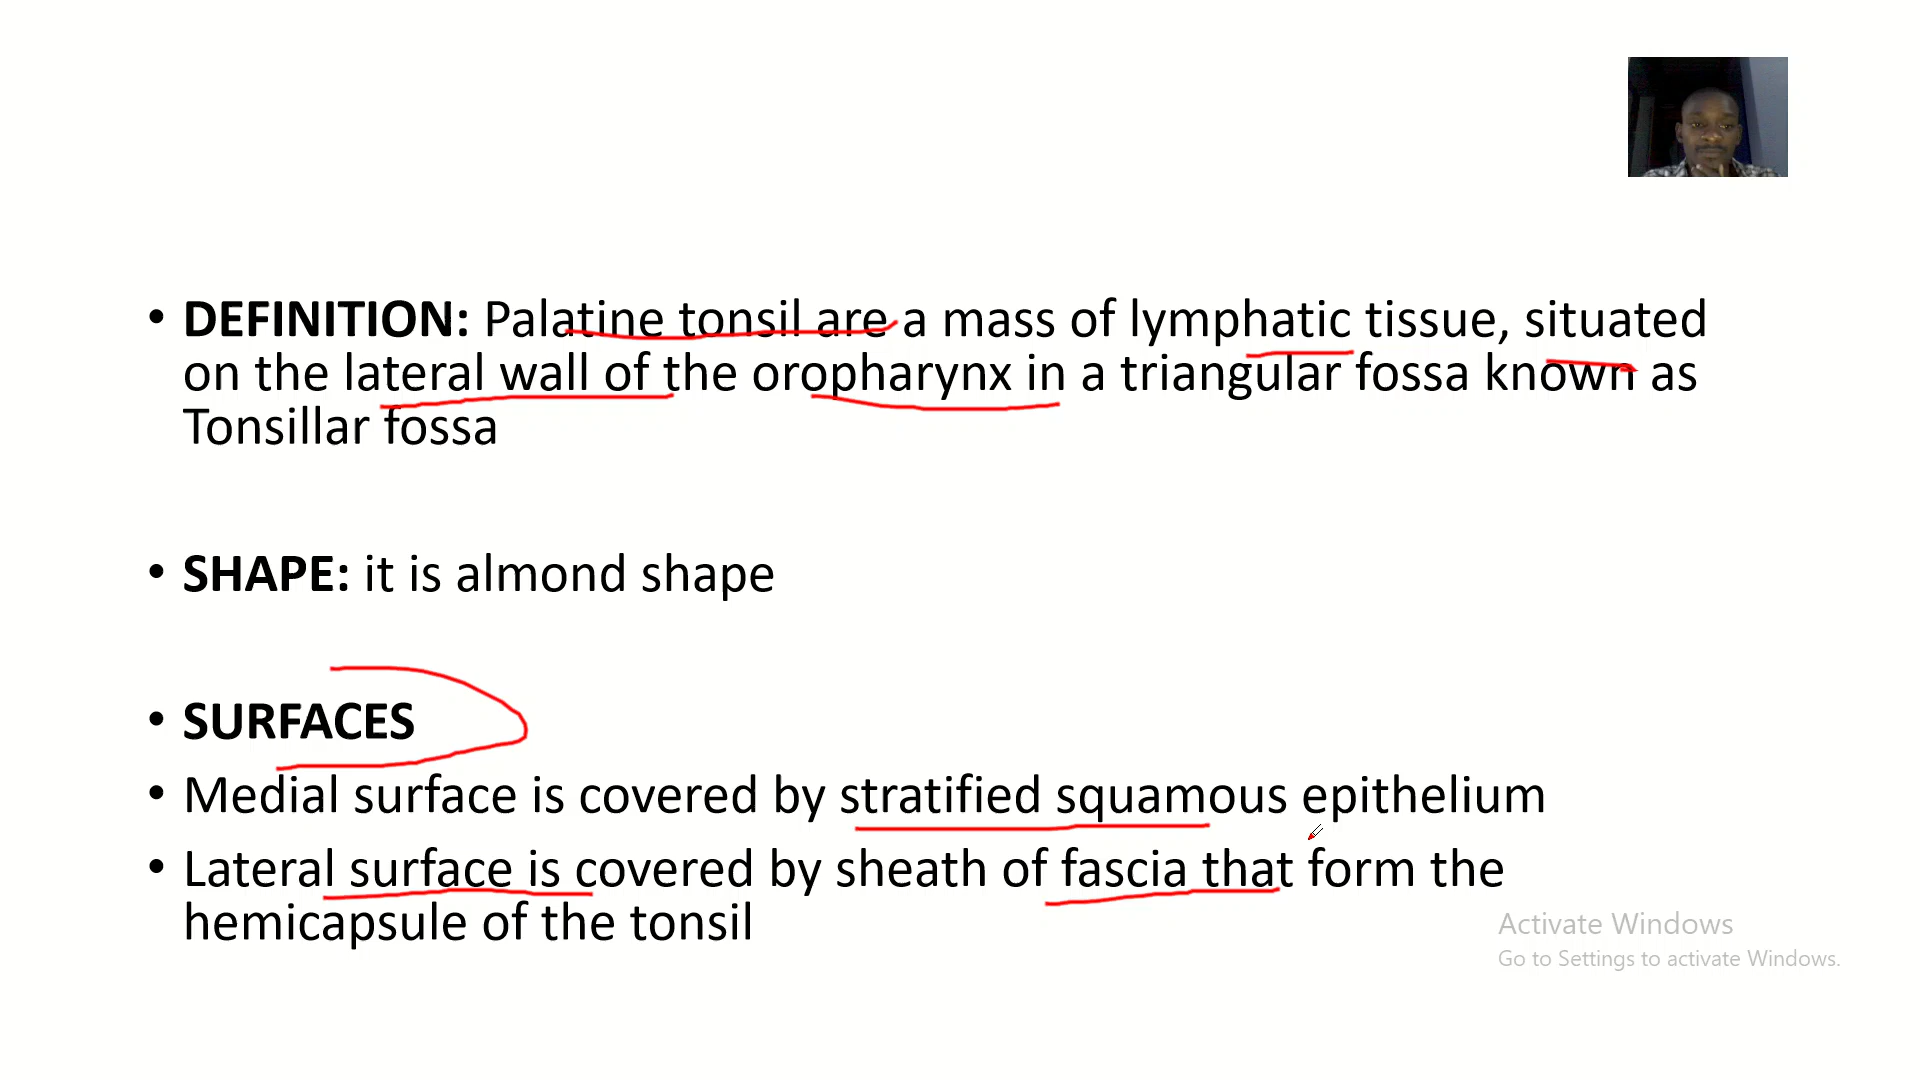 • DEFINITION: Palatine tonsil are a mass of lymphatic tissue, situated
on the lateral wall of the oropharynx in a triangular fossa known as
Tonsillar fossa
• SHAPE: it is almond shape
• SURFACES
• Medial surface is covered by stratified squamous epithelium
• Lateral surface is covered by sheath of fascia that form the
hemicapsule of the tonsil
Activate Windows
Go to Settings to activate Windows.